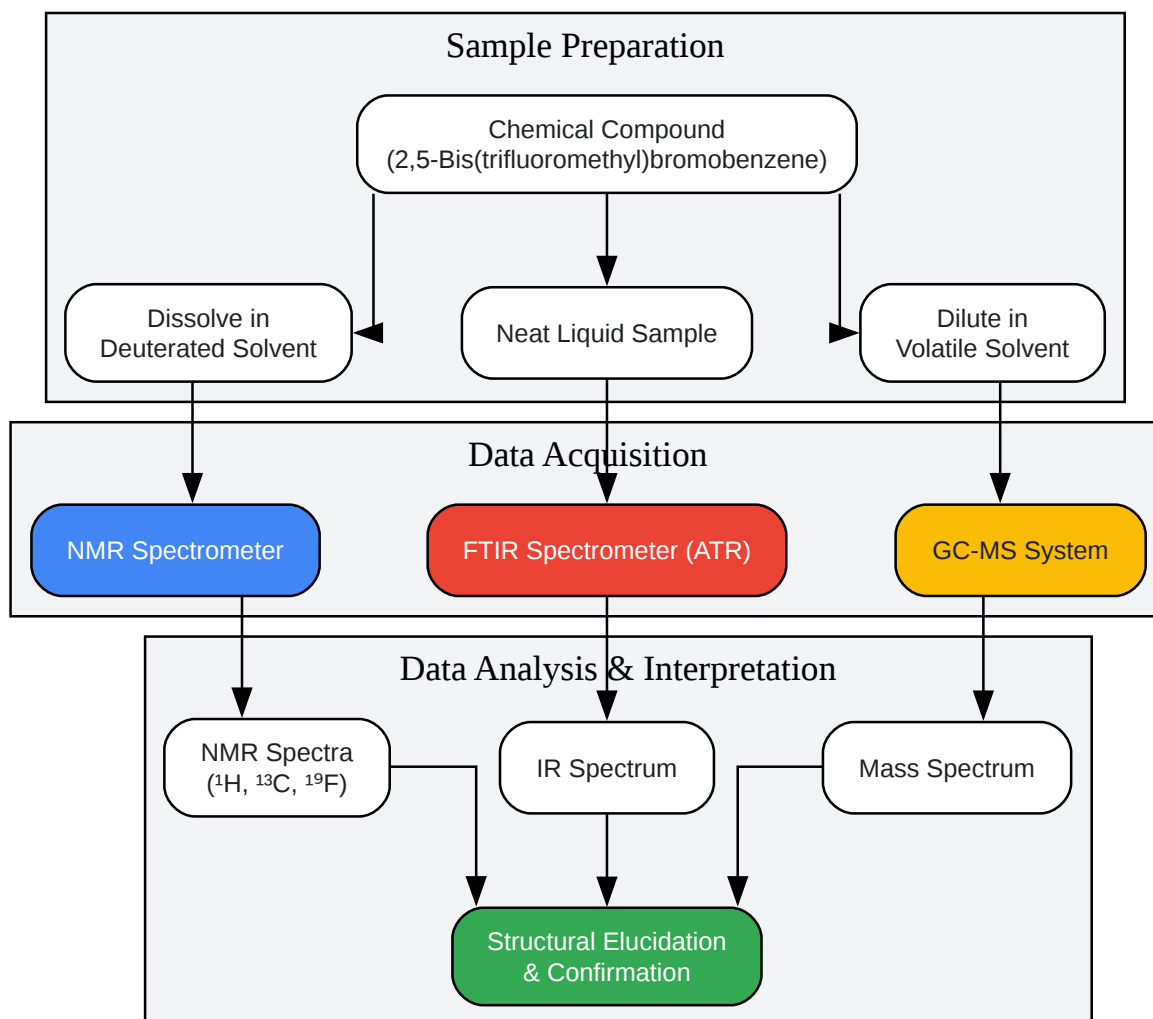 Sample Preparation
Chemical Compound
(2,5-Bis(trifluoromethyl)bromobenzene)
Dissolve in
Deuterated Solvent
Neat Liquid Sample
Dilute in
Volatile Solvent
Data Acquisition
NMR Spectrometer
FTIR Spectrometer (ATR)
GC-MS System
Data Analysis & Interpretation
NMR Spectra
(¹H, ¹³C, ¹⁹F)
IR Spectrum
Mass Spectrum
Structural Elucidation
& Confirmation